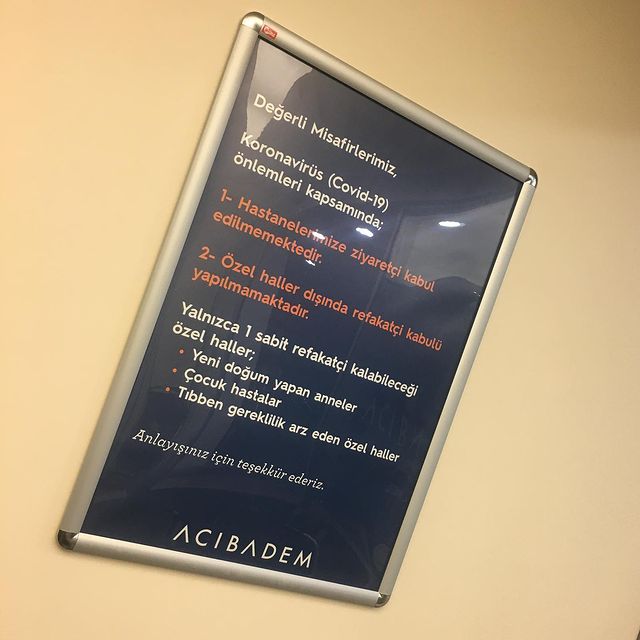 Değerli Misafirlerimiz,
Koronavirüs (Covid-19)
önlemleri kapsamında;
1- Hastanelerimize ziyaretçi kabul
edilmemektedir.
2- Özel haller dışında refakatçi kabulü
yapılmamaktadır.
Yalnızca 1 sabit refakatçi kalabileceği
özel haller;
• Yeni doğum yapan anneler
• Çocuk hastalar
• Tıbben gereklilik arz eden özel haller
Anlayışınız için teşekkür ederiz.
ACIBADEM